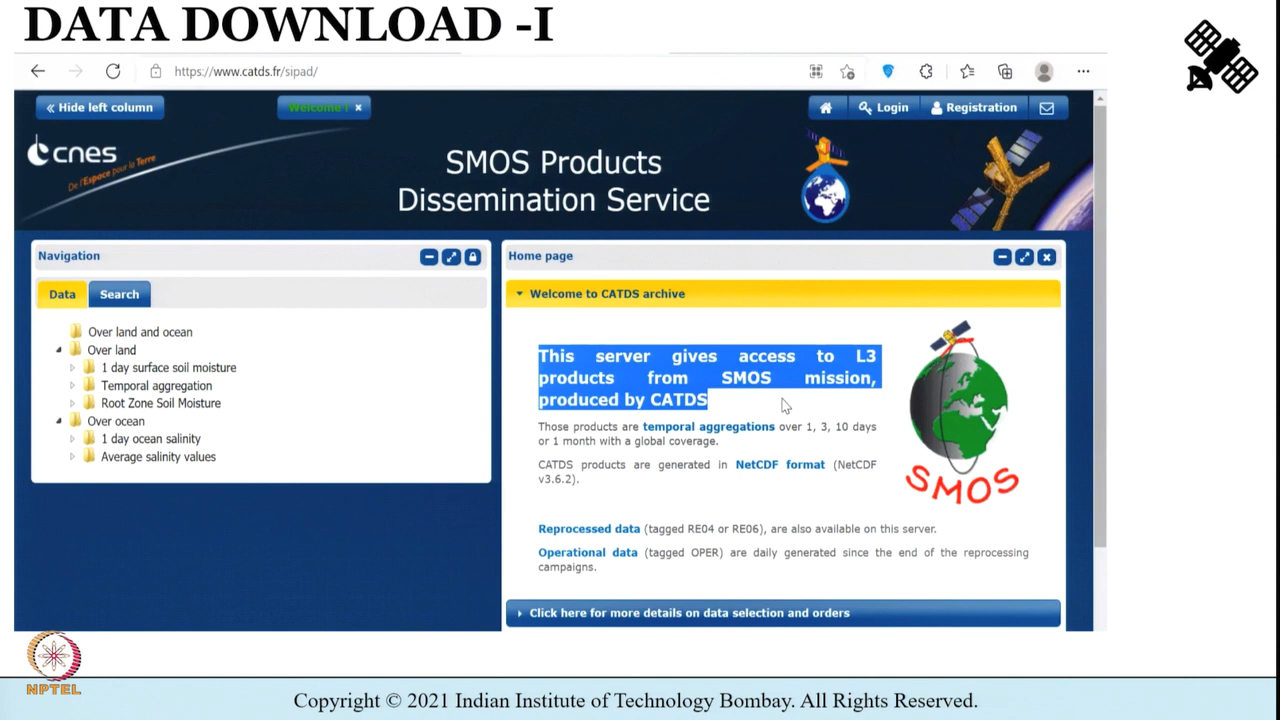 DATA DOWNLOAD -I
https://www.catds.fr/sipad/
« Hide left column
Welcome !
Login
Registration
cnes
De l'Espace pour la Terre
SMOS Products
Dissemination Service
Navigation
Data
Search
Over land and ocean
Over land
1 day surface soil moisture
Temporal aggregation
Root Zone Soil Moisture
Over ocean
1 day ocean salinity
Average salinity values
Home page
Welcome to CATDS archive
This server gives access to L3
products from SMOS mission,
produced by CATDS
Those products are temporal aggregations over 1, 3, 10 days
or 1 month with a global coverage.
CATDS products are generated in NetCDF format (NetCDF
v3.6.2).
SMOS
Reprocessed data (tagged RE04 or RE06), are also available on this server.
Operational data (tagged OPER) are daily generated since the end of the reprocessing
campaigns.
Click here for more details on data selection and orders
NPTEL
Copyright © 2021 Indian Institute of Technology Bombay. All Rights Reserved.